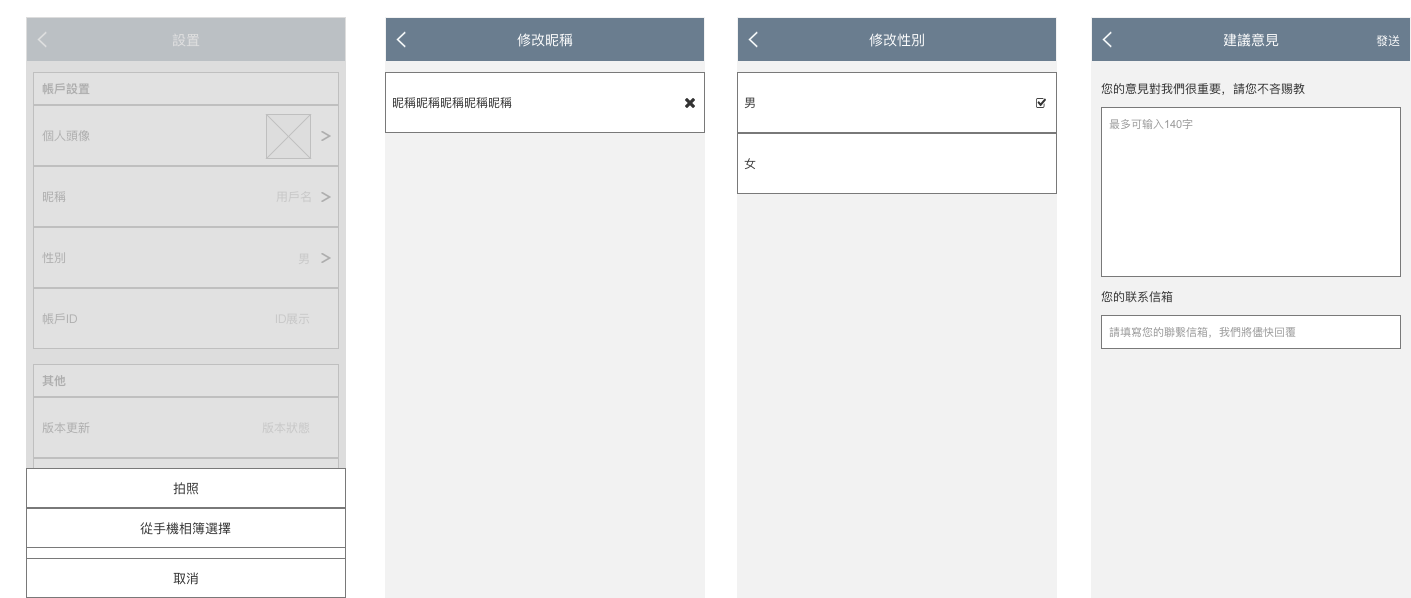 設置
帳戶設置
個人頭像
昵稱 用戶名
性別 男
帳戶ID ID展示
其他
版本更新 版本狀態
拍照
從手機相簿選擇
取消
修改昵稱
昵稱昵稱昵稱昵稱昵稱
修改性別
男
女
建議意見 發送
您的意見對我們很重要，請您不吝賜教
最多可输入140字
您的联系信箱
請填寫您的聯繫信箱，我們將儘快回覆